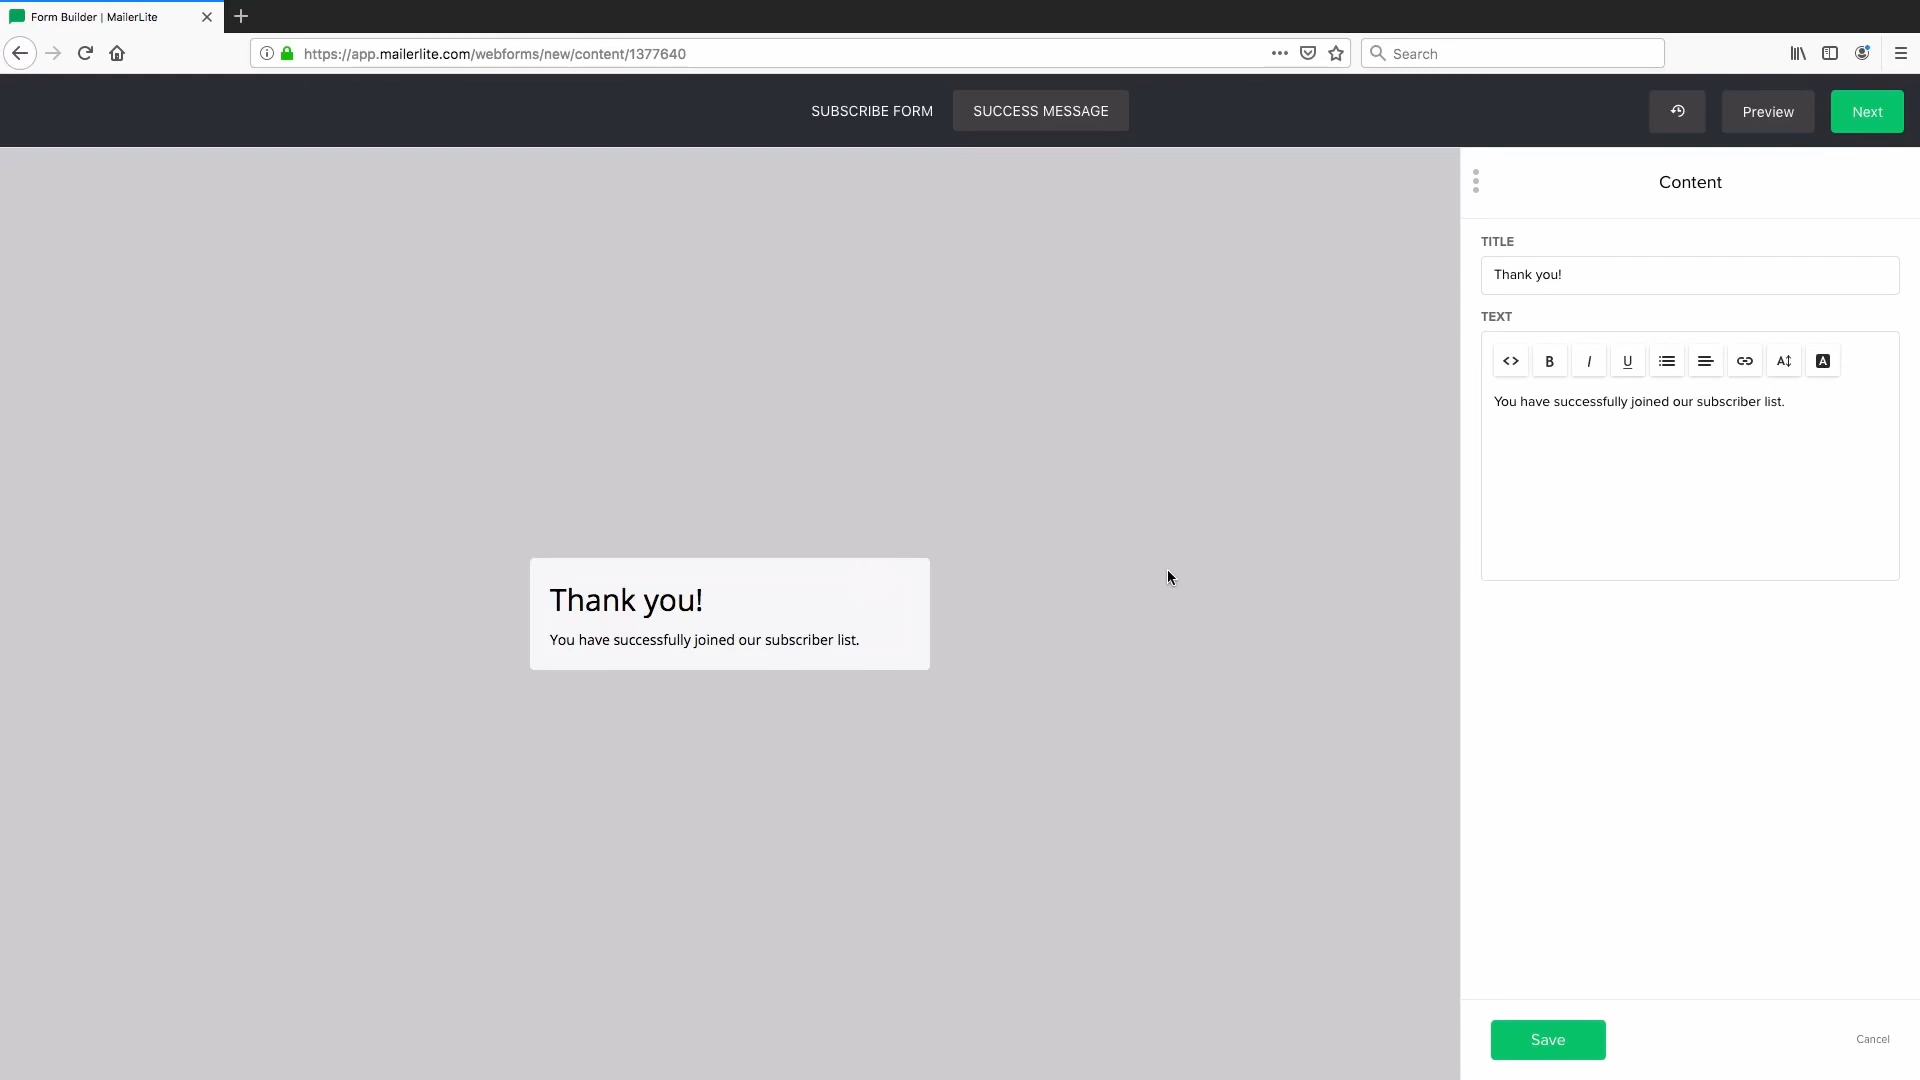 Form Builder | MailerLite
https://app.mailerlite.com/webforms/new/content/1377640
Search
SUBSCRIBE FORM
SUCCESS MESSAGE
Preview
Next
Content
TITLE
Thank you!
TEXT
<> B I U A A
You have successfully joined our subscriber list.
Thank you!
You have successfully joined our subscriber list.
Save
Cancel